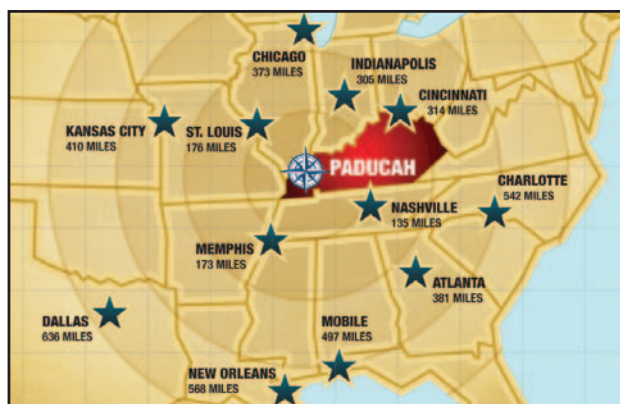 CHICAGO
373 MILES
INDIANAPOLIS
305 MILES
CINCINNATI
314 MILES
KANSAS CITY
410 MILES
ST. LOUIS
176 MILES
PADUCAH
CHARLOTTE
542 MILES
NASHVILLE
135 MILES
MEMPHIS
173 MILES
ATLANTA
381 MILES
DALLAS
636 MILES
MOBILE
497 MILES
NEW ORLEANS
568 MILES